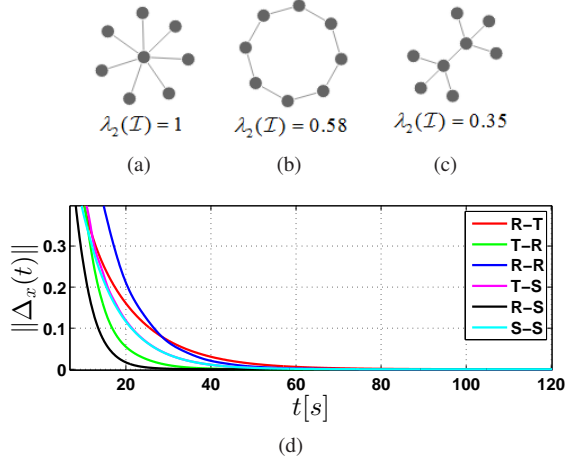 λ₂(𝓘) = 1
λ₂(𝓘) = 0.58
λ₂(𝓘) = 0.35
(a)
(b)
(c)
‖Δₓ(t)‖
0.3
0.2
0.1
0
R–T
T–R
R–R
T–S
R–S
S–S
20
40
60
80
100
120
t[s]
(d)